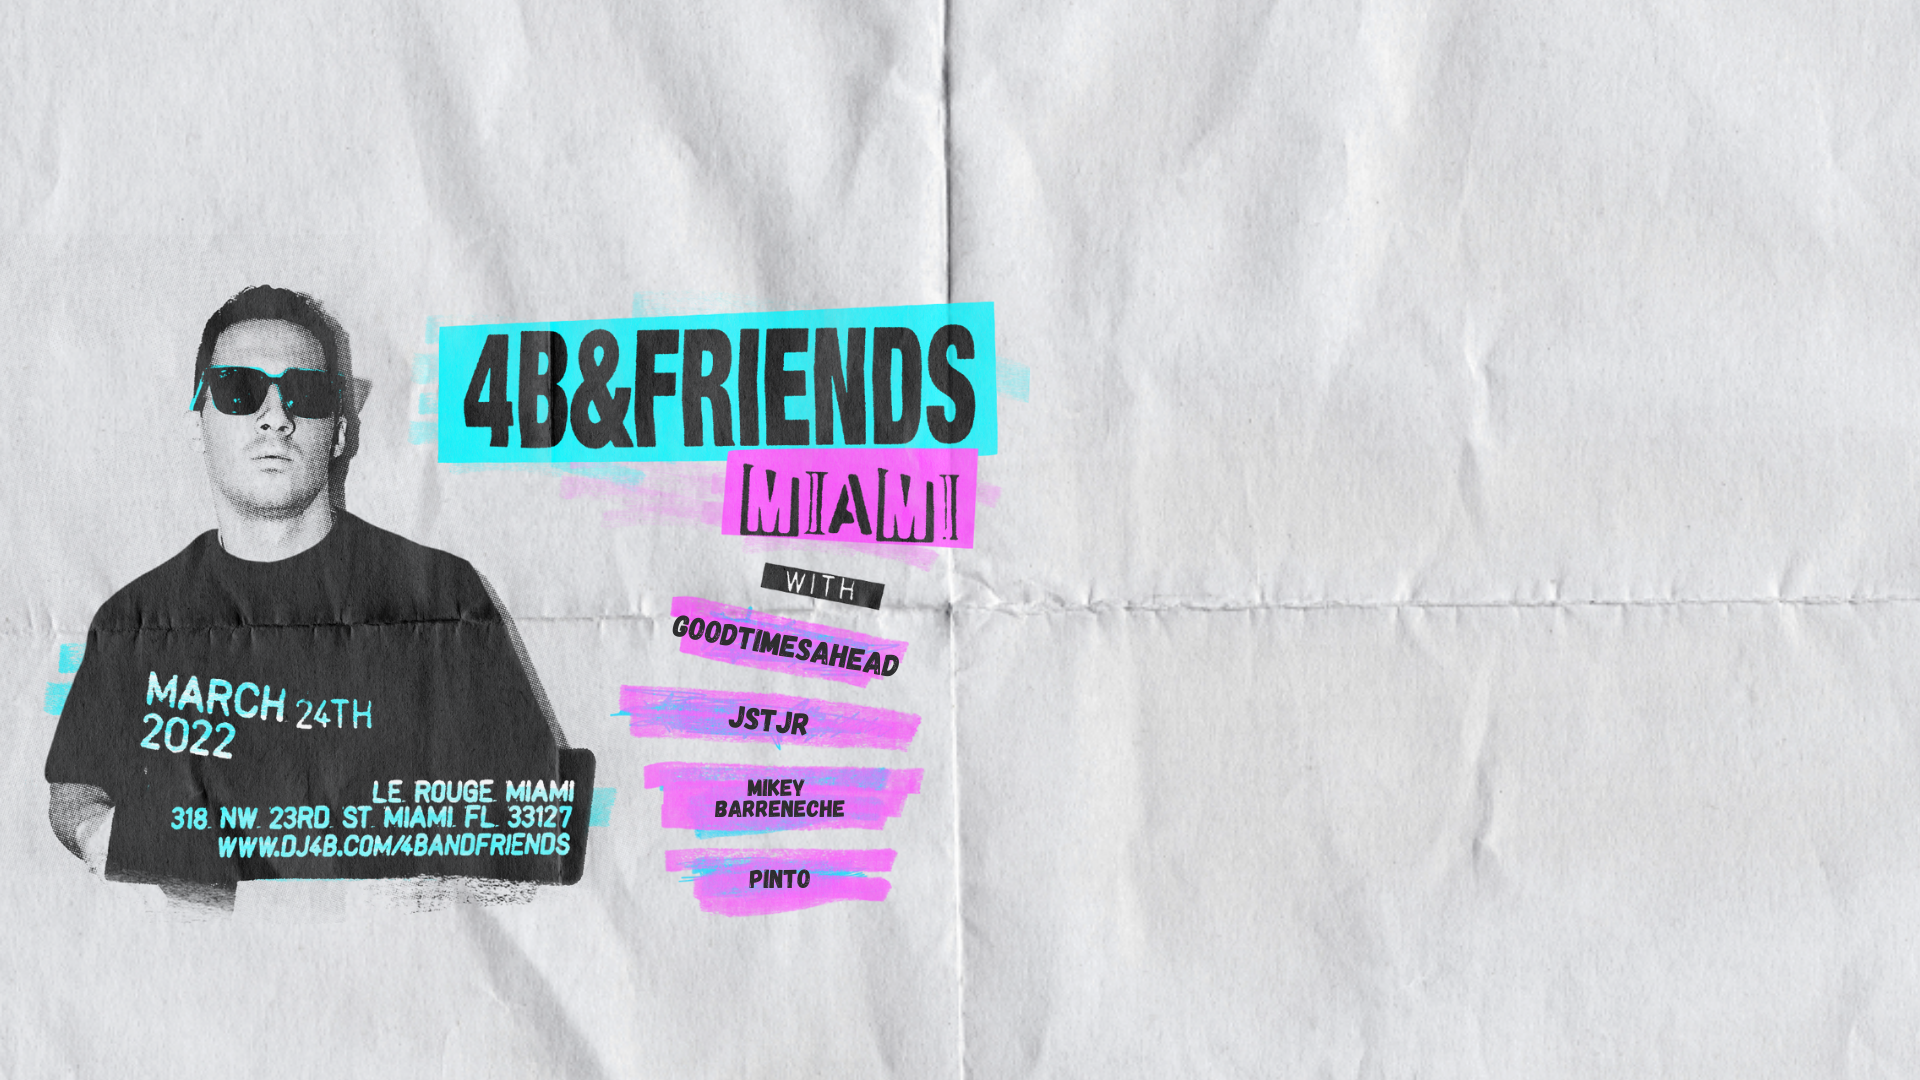 4B&FRIENDS
MIAMI
WITH
GOODTIMESAHEAD
JSTJR
MIKEY
BARRENECHE
PINTO
MARCH 24TH
2022
LE ROUGE MIAMI
318 NW 23RD ST MIAMI FL 33127
WWW.DJ4B.COM/4BANDFRIENDS